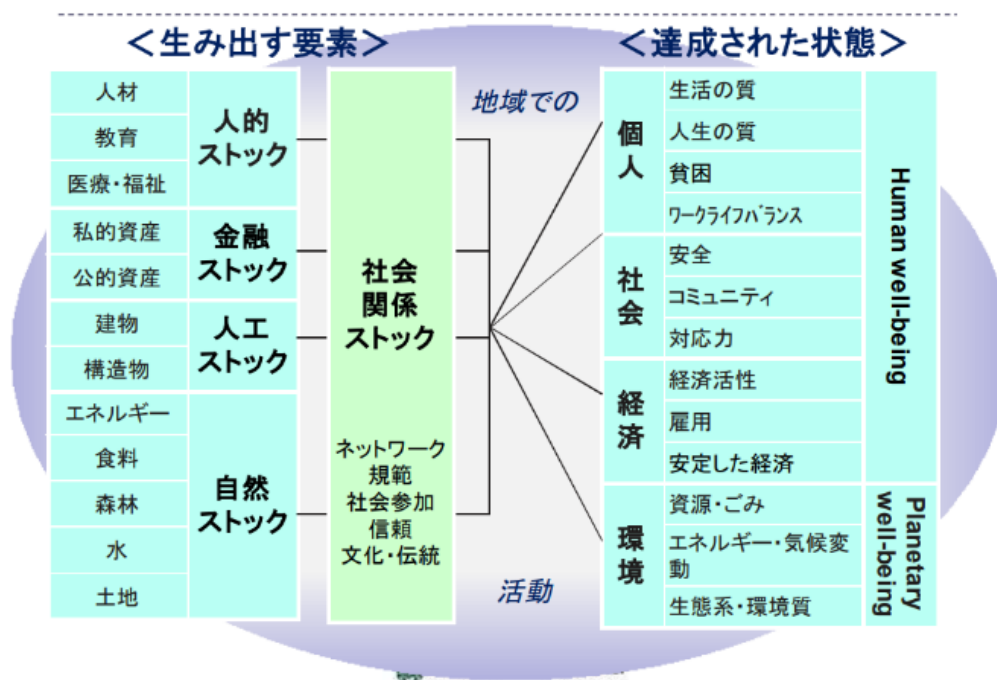 ＜生み出す要素＞
＜達成された状態＞
人材
教育
医療・福祉
人的
ストック
私的資産
公的資産
金融
ストック
建物
構造物
人工
ストック
エネルギー
食料
森林
水
土地
自然
ストック
社会
関係
ストック
ネットワーク
規範
社会参加
信頼
文化・伝統
地域での
活動
個人
生活の質
人生の質
貧困
ﾜｰｸﾗｲﾌﾊﾞﾗﾝｽ
社会
安全
コミュニティ
対応力
経済
経済活性
雇用
安定した経済
環境
資源・ごみ
エネルギー・気候変
動
生態系・環境質
Human well-being
Planetary
well-being